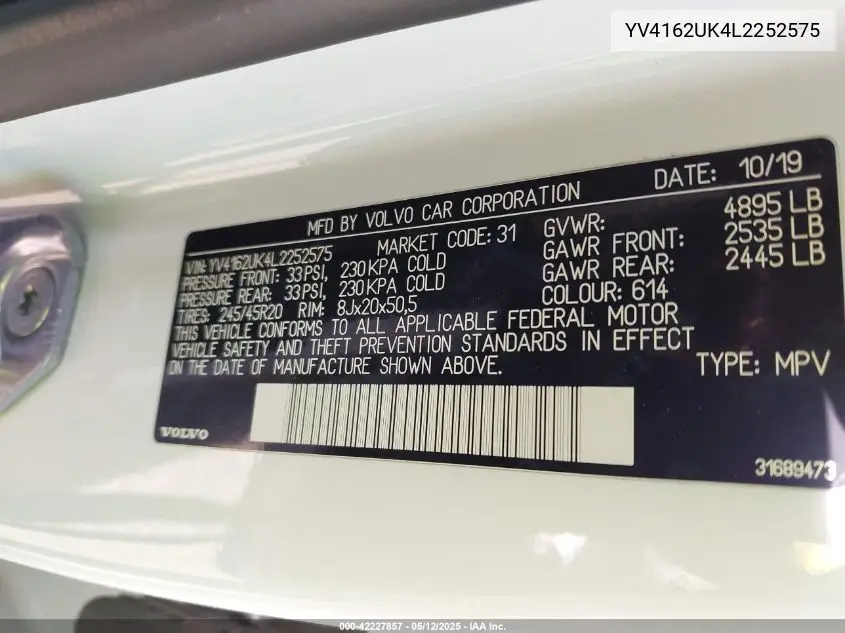 YV4162UK4L2252575
MFD BY VOLVO CAR CORPORATION DATE: 10/19
VIN: YV4162UK4L2252575 MARKET CODE: 31 GVWR: 4895 LB
PRESSURE FRONT: 33PSI, 230KPA COLD GAWR FRONT: 2535 LB
PRESSURE REAR: 33PSI, 230KPA COLD GAWR REAR: 2445 LB
TIRES: 245/45R20 RIM: 8Jx20x50,5 COLOUR: 614
THIS VEHICLE CONFORMS TO ALL APPLICABLE FEDERAL MOTOR
VEHICLE SAFETY AND THEFT PREVENTION STANDARDS IN EFFECT
ON THE DATE OF MANUFACTURE SHOWN ABOVE. TYPE: MPV
VOLVO
31689473
000-42227857 - 05/12/2025 - IAA Inc.